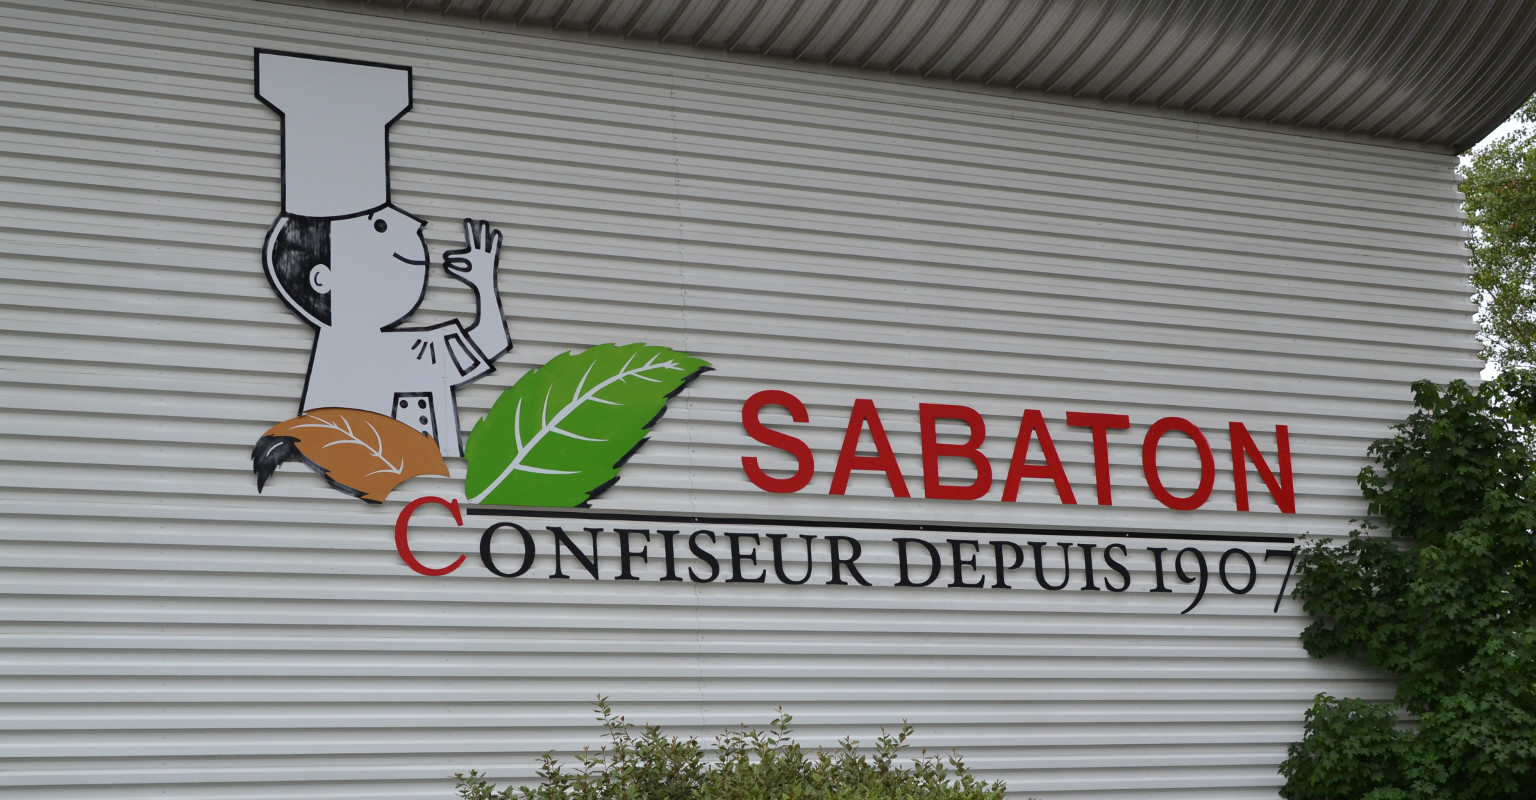 SABATON
CONFISEUR DEPUIS 1907